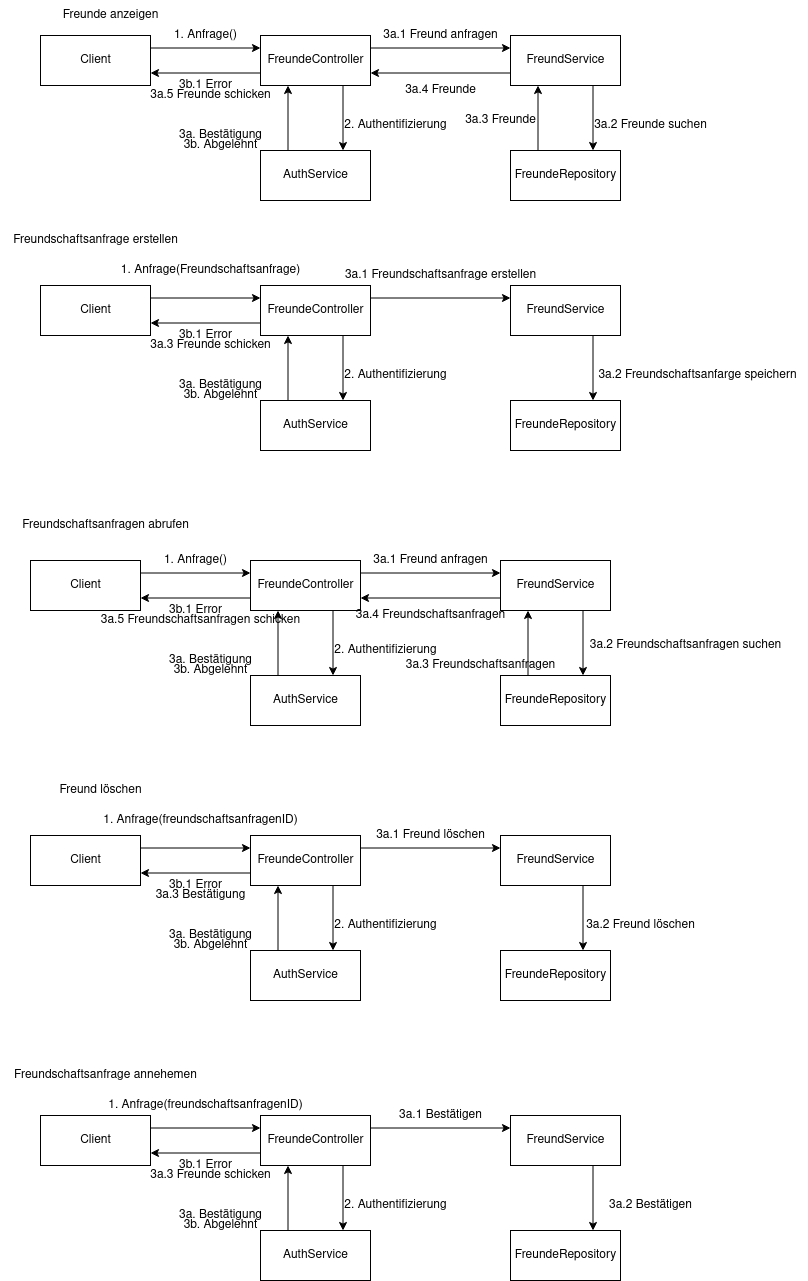 Freunde anzeigen
1. Anfrage()
3a.1 Freund anfragen
Client
FreundeController
FreundService
3b.1 Error
3a.5 Freunde schicken
3a.4 Freunde
3a. Bestätigung
3b. Abgelehnt
2. Authentifizierung
3a.3 Freunde
3a.2 Freunde suchen
AuthService
FreundeRepository
Freundschaftsanfrage erstellen
1. Anfrage(Freundschaftsanfrage)
3a.1 Freundschaftsanfrage erstellen
Client
FreundeController
FreundService
3b.1 Error
3a.3 Freunde schicken
3a. Bestätigung
3b. Abgelehnt
2. Authentifizierung
3a.2 Freundschaftsanfarge speichern
AuthService
FreundeRepository
Freundschaftsanfragen abrufen
1. Anfrage()
3a.1 Freund anfragen
Client
FreundeController
FreundService
3b.1 Error
3a.5 Freundschaftsanfragen schicken
3a.4 Freundschaftsanfragen
3a. Bestätigung
3b. Abgelehnt
2. Authentifizierung
3a.3 Freundschaftsanfragen
3a.2 Freundschaftsanfragen suchen
AuthService
FreundeRepository
Freund löschen
1. Anfrage(freundschaftsanfragenID)
3a.1 Freund löschen
Client
FreundeController
FreundService
3b.1 Error
3a.3 Bestätigung
3a. Bestätigung
3b. Abgelehnt
2. Authentifizierung
3a.2 Freund löschen
AuthService
FreundeRepository
Freundschaftsanfrage annehemen
1. Anfrage(freundschaftsanfragenID)
3a.1 Bestätigen
Client
FreundeController
FreundService
3b.1 Error
3a.3 Freunde schicken
3a. Bestätigung
3b. Abgelehnt
2. Authentifizierung
3a.2 Bestätigen
AuthService
FreundeRepository